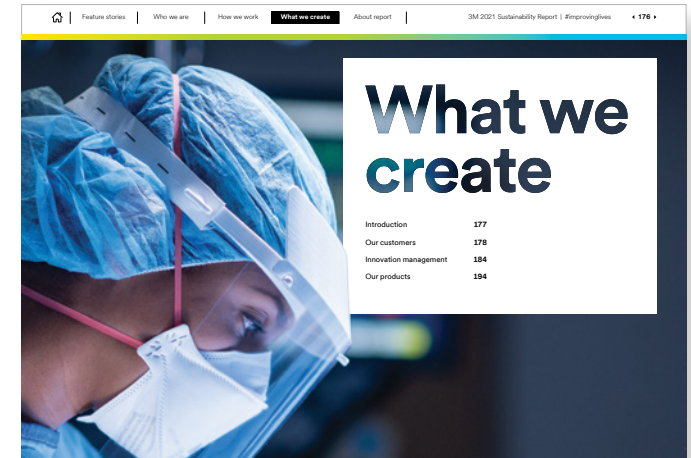 Feature stories | Who we are | How we work | What we create | About report | 3M 2021 Sustainability Report | #improvinglives 176
What we
create
Introduction 177
Our customers 178
Innovation management 184
Our products 194